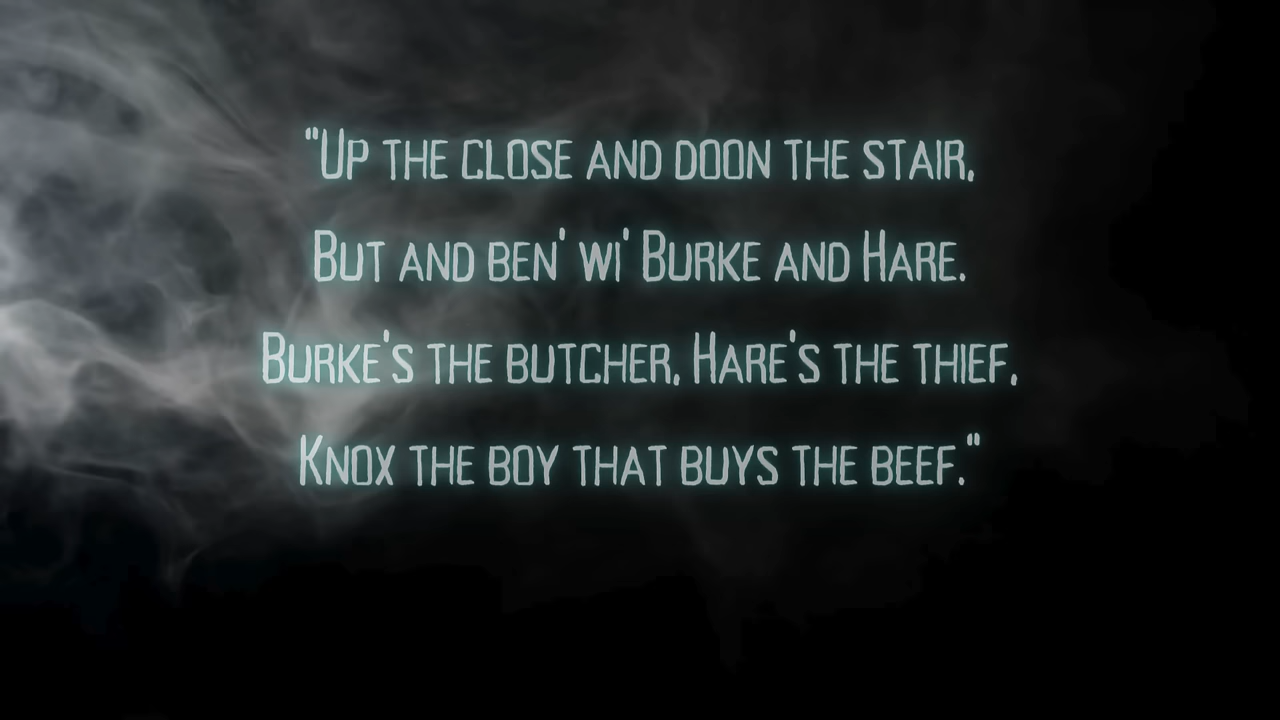 "Up the close and doon the stair,
But and ben' wi' Burke and Hare.
Burke's the butcher, Hare's the thief,
Knox the boy that buys the beef."